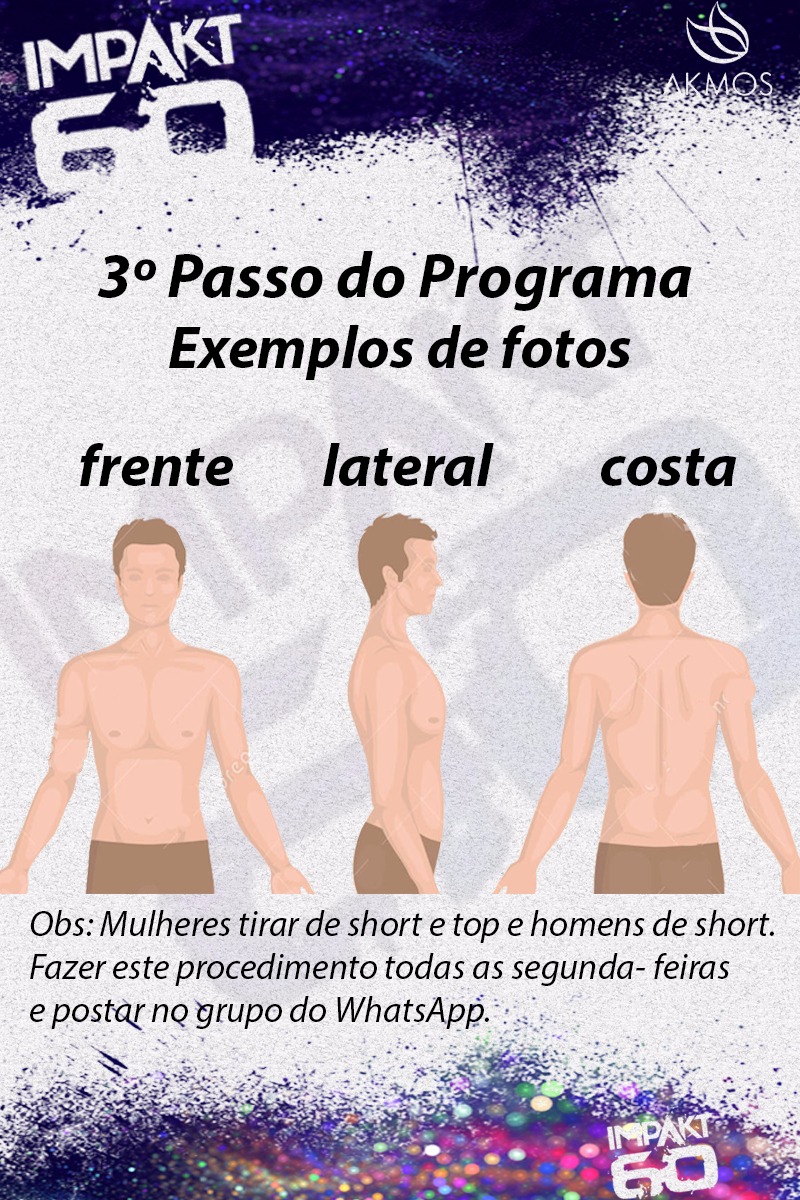 IMPAKT
60
AKMOS
3º Passo do Programa
Exemplos de fotos
frente lateral costa
Obs: Mulheres tirar de short e top e homens de short.
Fazer este procedimento todas as segunda- feiras
e postar no grupo do WhatsApp.
IMPAKT
60